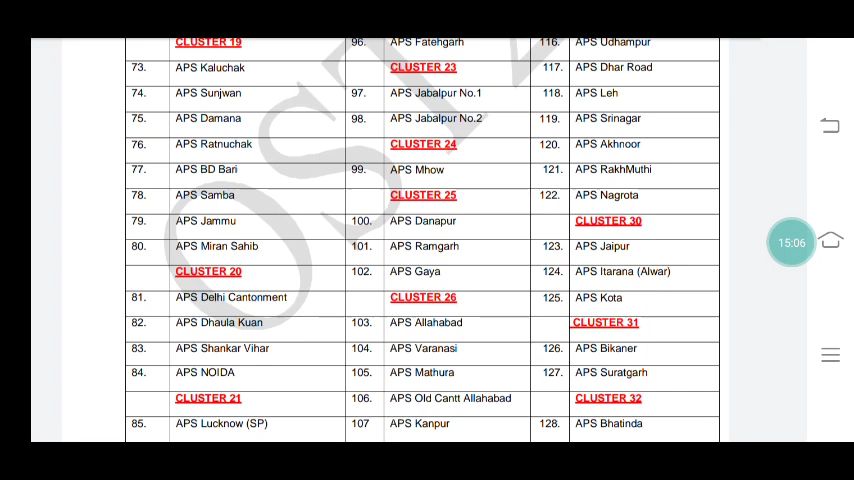 CLUSTER 19
73. APS Kaluchak
74. APS Sunjwan
75. APS Damana
76. APS Ratnuchak
77. APS BD Bari
78. APS Samba
79. APS Jammu
80. APS Miran Sahib
CLUSTER 20
81. APS Delhi Cantonment
82. APS Dhaula Kuan
83. APS Shankar Vihar
84. APS NOIDA
CLUSTER 21
85. APS Lucknow (SP)
96. APS Fatehgarh
CLUSTER 23
97. APS Jabalpur No.1
98. APS Jabalpur No.2
CLUSTER 24
99. APS Mhow
CLUSTER 25
100. APS Danapur
101. APS Ramgarh
102. APS Gaya
CLUSTER 26
103. APS Allahabad
104. APS Varanasi
105. APS Mathura
106. APS Old Cantt Allahabad
107 APS Kanpur
116. APS Udhampur
117. APS Dhar Road
118. APS Leh
119. APS Srinagar
120. APS Akhnoor
121. APS RakhMuthi
122. APS Nagrota
CLUSTER 30
123. APS Jaipur
124. APS Itarana (Alwar)
125. APS Kota
CLUSTER 31
126. APS Bikaner
127. APS Suratgarh
CLUSTER 32
128. APS Bhatinda
15:06